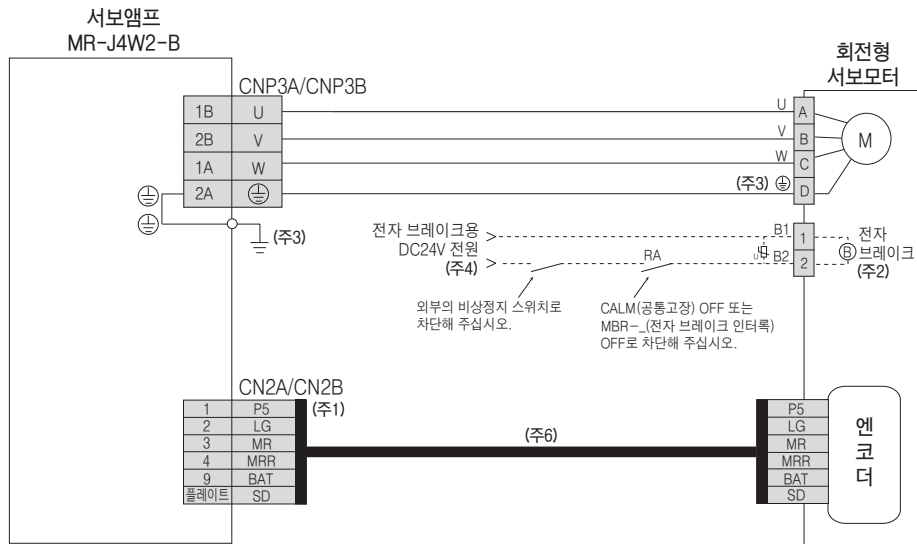 서보앰프
MR-J4W2-B
회전형
서보모터
CNP3A/CNP3B
1B U
2B V
1A W
2A
(주3)
U A
V B
W C
(주3) D
M
전자 브레이크용
DC24V 전원
(주4)
B1 1
B2 2
U
RA
B
전자
브레이크
(주2)
외부의 비상정지 스위치로
차단해 주십시오.
CALM(공통고장) OFF 또는
MBR-_(전자 브레이크 인터록)
OFF로 차단해 주십시오.
CN2A/CN2B
(주1)
1 P5
2 LG
3 MR
4 MRR
9 BAT
플레이트 SD
(주6)
P5
LG
MR
MRR
BAT
SD
엔
코
더